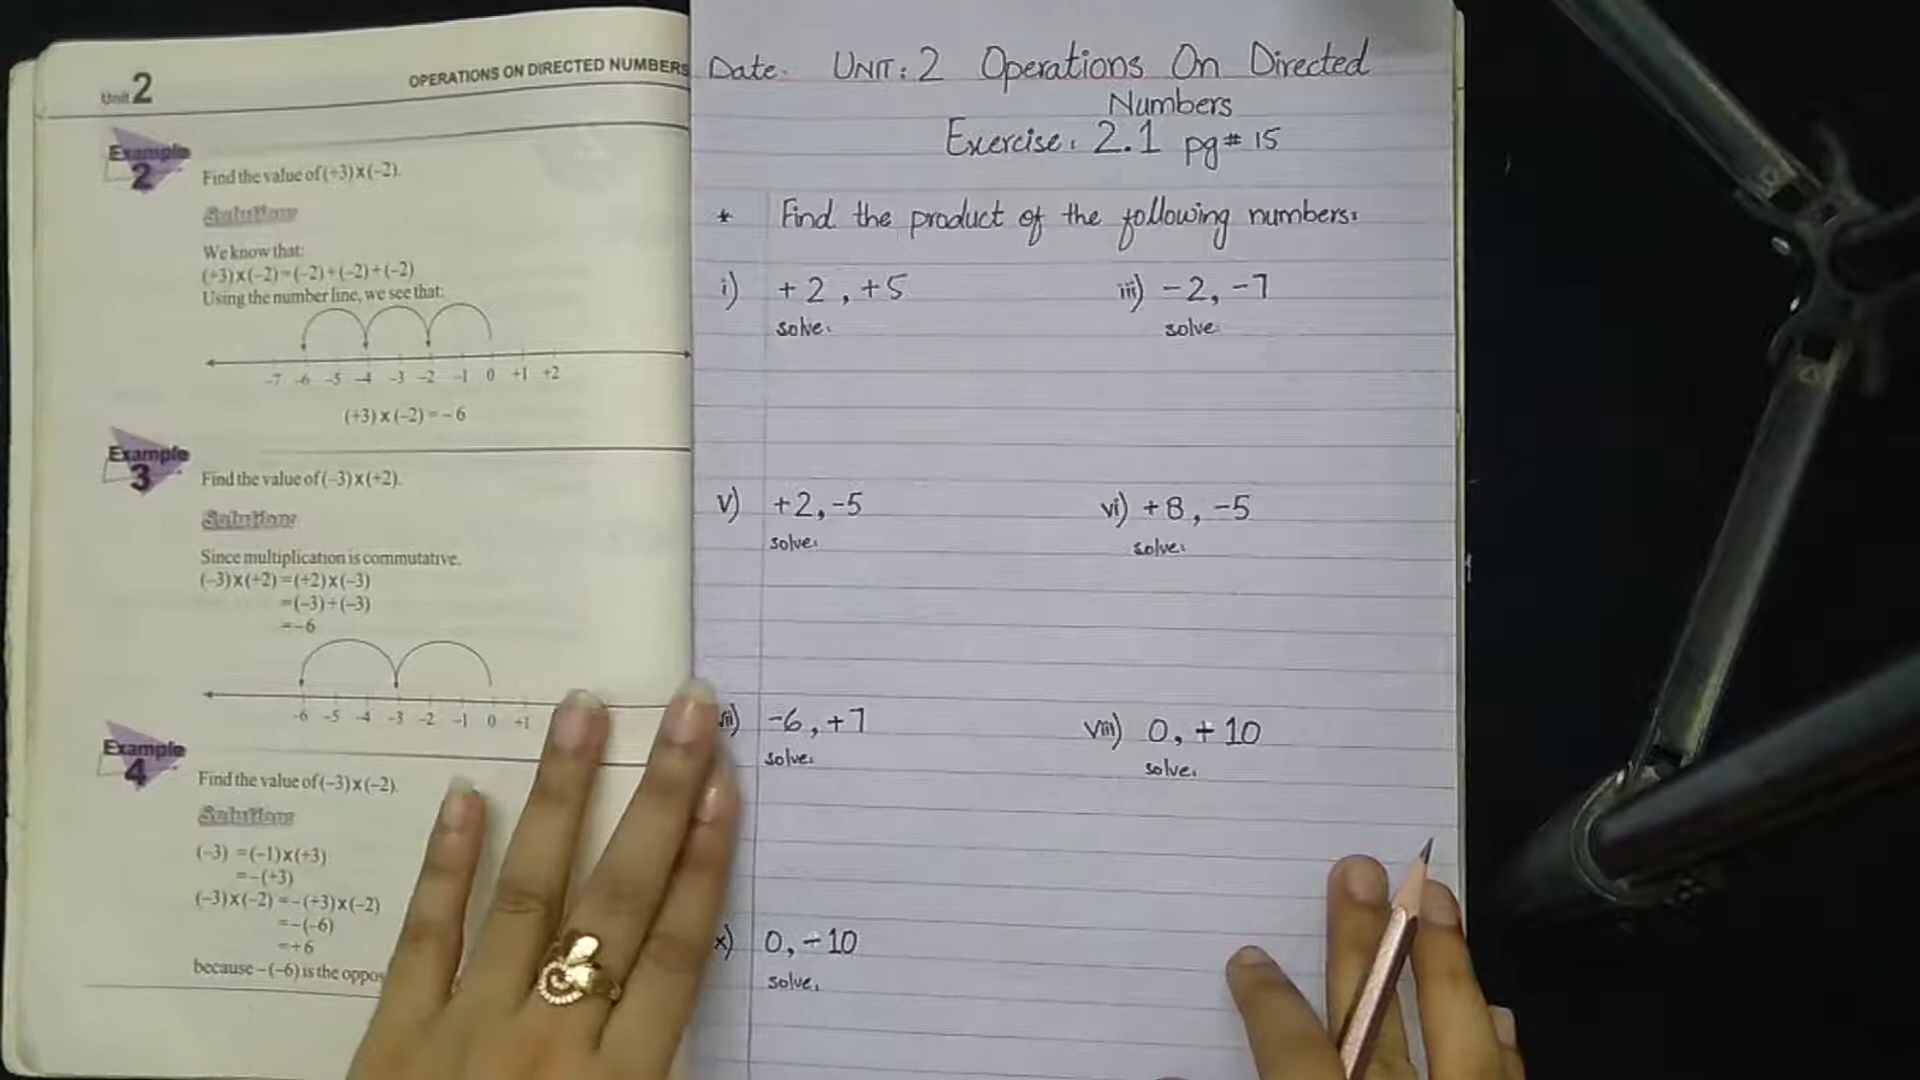 Unit 2
OPERATIONS ON DIRECTED NUMBERS
Example 2
Find the value of (+3)x(−2).
Solution:
We know that:
(+3)x(−2)=(−2)+(−2)+(−2)
Using the number line, we see that:
−7 −6 −5 −4 −3 −2 −1 0 +1 +2
(+3)x(−2)=−6
Example 3
Find the value of (−3)x(+2).
Solution:
Since multiplication is commutative.
(−3)x(+2)=(+2)x(−3)
=(−3)+(−3)
=−6
−6 −5 −4 −3 −2 −1 0 +1
Example 4
Find the value of (−3)x(−2).
Solution:
(−3) =(−1)x(+3)
=−(+3)
(−3)x(−2)=−(+3)x(−2)
=−(−6)
=+6
because −(−6) is the
Date. UNIT: 2 Operations On Directed
Numbers
Exercise: 2.1 pg# 15
* Find the product of the following numbers:
i) +2, +5 iii) −2, −7
solve. solve
v) +2, −5 vi) +8, −5
solve. solve.
−6, +7 viii) 0, +10
solve. solve.
x) 0, −10
solve.